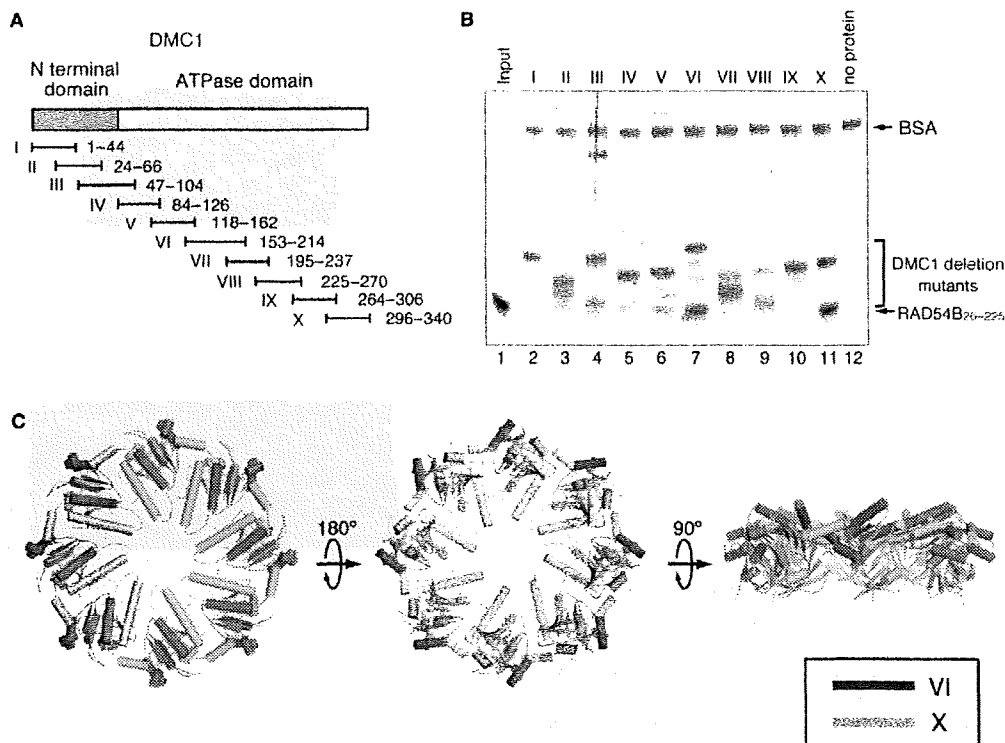 A
DMC1
N terminal domain
ATPase domain
I 1–44
II 24–66
III 47–104
IV 84–126
V 118–162
VI 153–214
VII 195–237
VIII 225–270
IX 264–306
X 296–340
B
Input I II III IV V VI VII VIII IX X no protein
BSA
DMC1 deletion
mutants
RAD54B26–225
1 2 3 4 5 6 7 8 9 10 11 12
C
180°
90°
VI
X